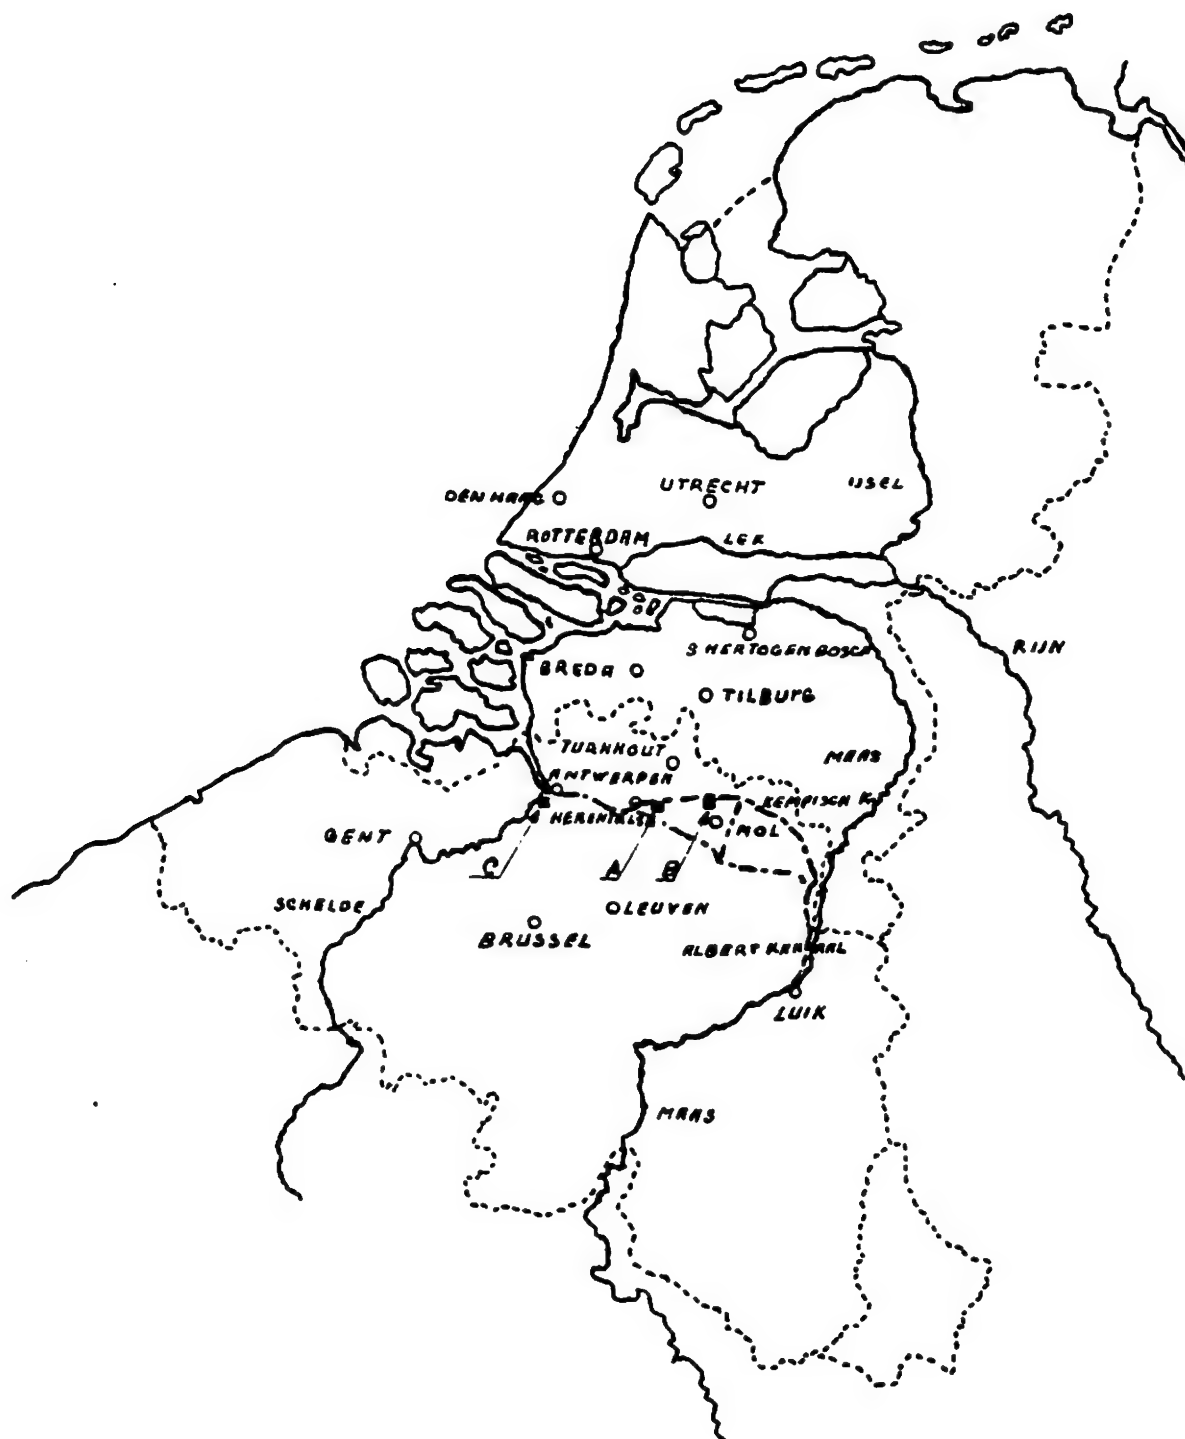 DEN HAAG
UTRECHT
IJSEL
ROTTERDAM
LEK
S HERTOGENBOSCH
RIJN
BREDA
TILBURG
TURNHOUT
MAAS
ANTWERPEN
KEMPISCH K.
HERENTALS
MOL
GENT
C
A
B
SCHELDE
LEUVEN
BRUSSEL
ALBERT KANAAL
LUIK
MAAS